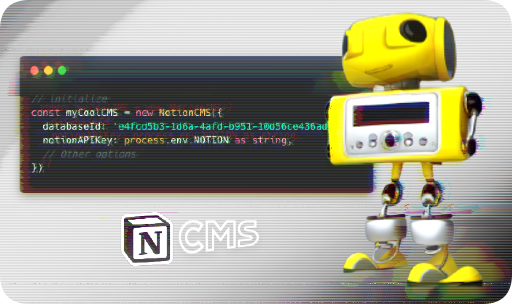 // initialize
const myCoolCMS = new NotionCMS({
databaseId: 'e4fcd5b3-1d6a-4afd-b951-10d56ce436ad
notionAPIKey: process.env.NOTION as string,
// Other options
})
N CMS